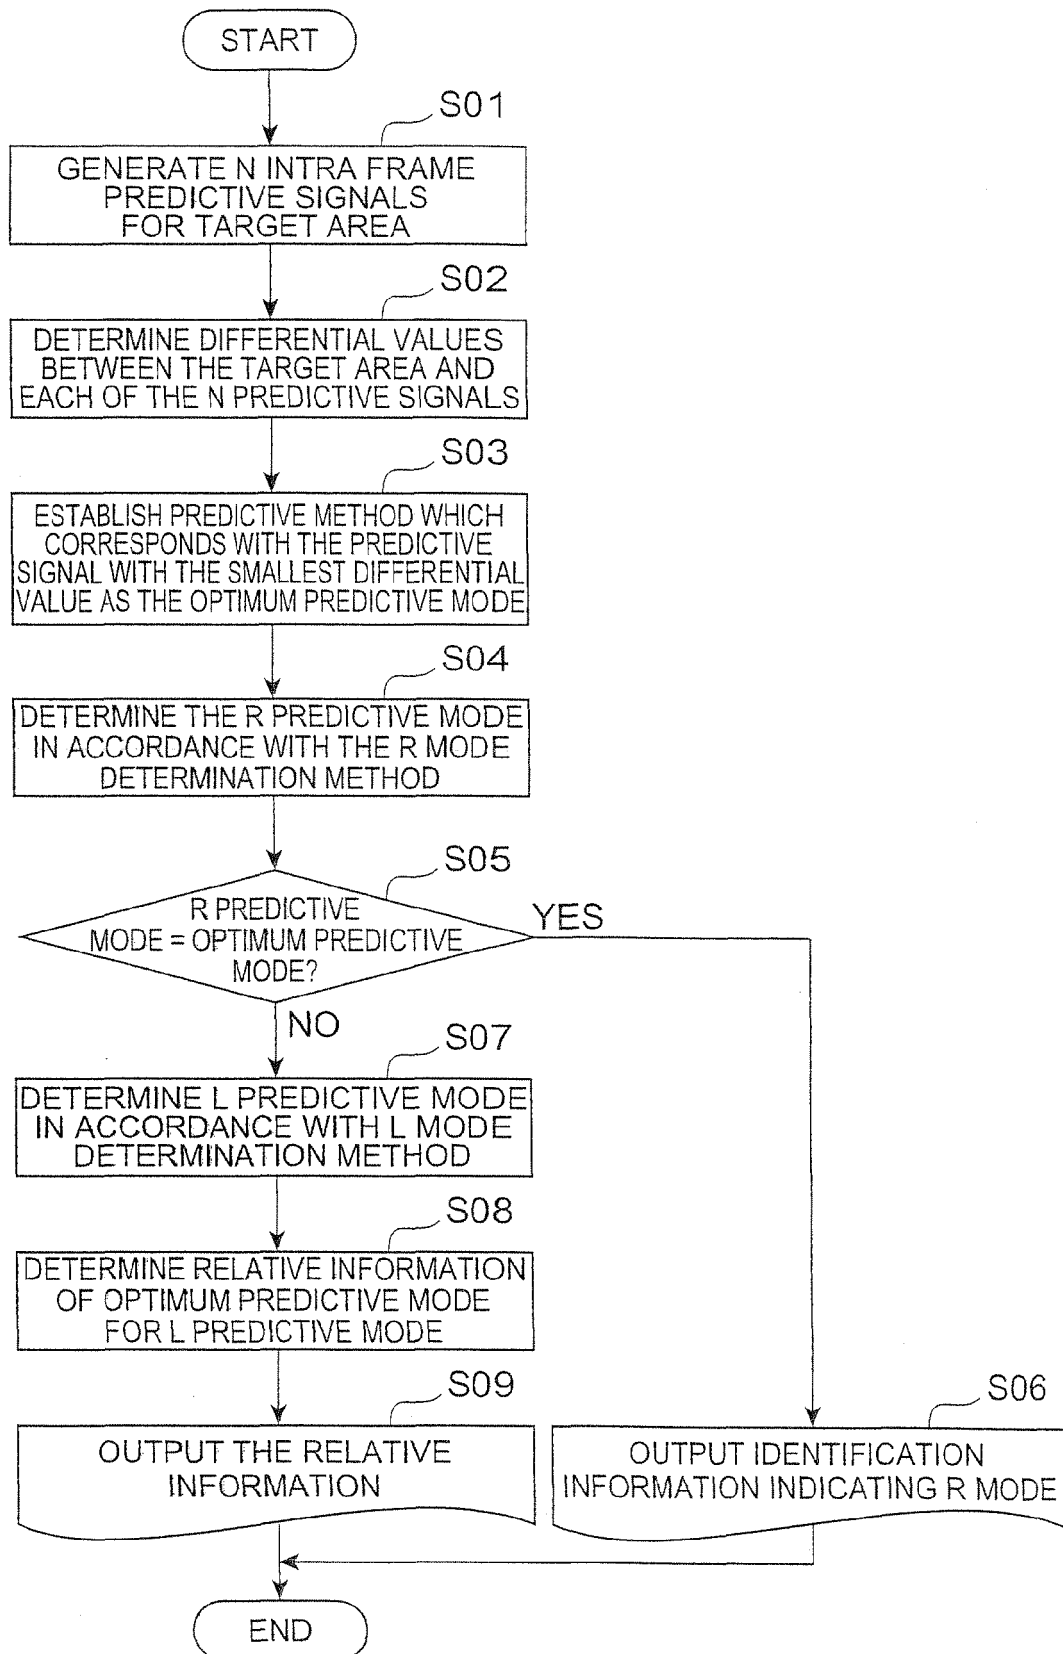 START
S01
GENERATE N INTRA FRAME
PREDICTIVE SIGNALS
FOR TARGET AREA
S02
DETERMINE DIFFERENTIAL VALUES
BETWEEN THE TARGET AREA AND
EACH OF THE N PREDICTIVE SIGNALS
S03
ESTABLISH PREDICTIVE METHOD WHICH
CORRESPONDS WITH THE PREDICTIVE
SIGNAL WITH THE SMALLEST DIFFERENTIAL
VALUE AS THE OPTIMUM PREDICTIVE MODE
S04
DETERMINE THE R PREDICTIVE MODE
IN ACCORDANCE WITH THE R MODE
DETERMINATION METHOD
S05
R PREDICTIVE
MODE = OPTIMUM PREDICTIVE
MODE?
YES
NO
S07
DETERMINE L PREDICTIVE MODE
IN ACCORDANCE WITH L MODE
DETERMINATION METHOD
S08
DETERMINE RELATIVE INFORMATION
OF OPTIMUM PREDICTIVE MODE
FOR L PREDICTIVE MODE
S09
OUTPUT THE RELATIVE
INFORMATION
S06
OUTPUT IDENTIFICATION
INFORMATION INDICATING R MODE
END